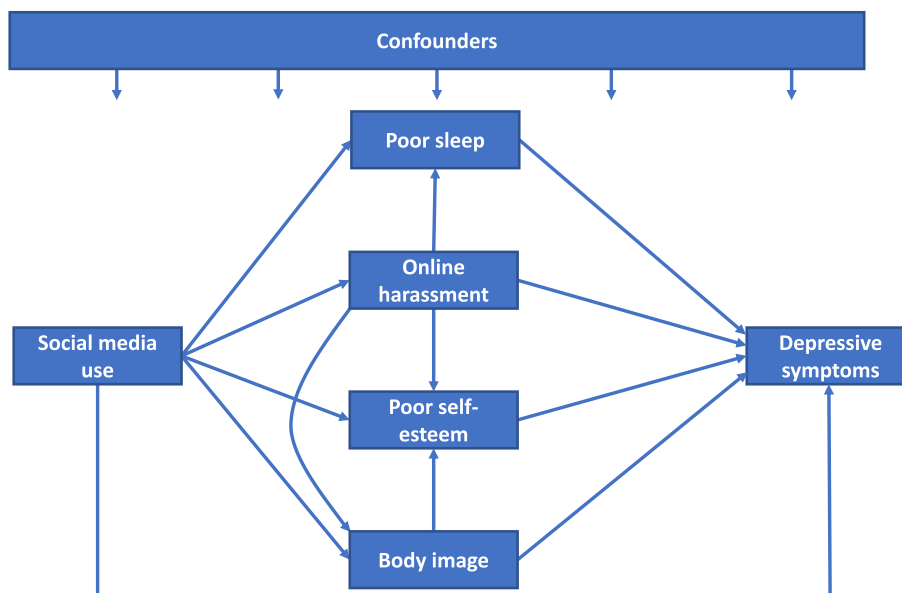 Confounders
Poor sleep
Online
harassment
Social media
use
Depressive
symptoms
Poor self-
esteem
Body image